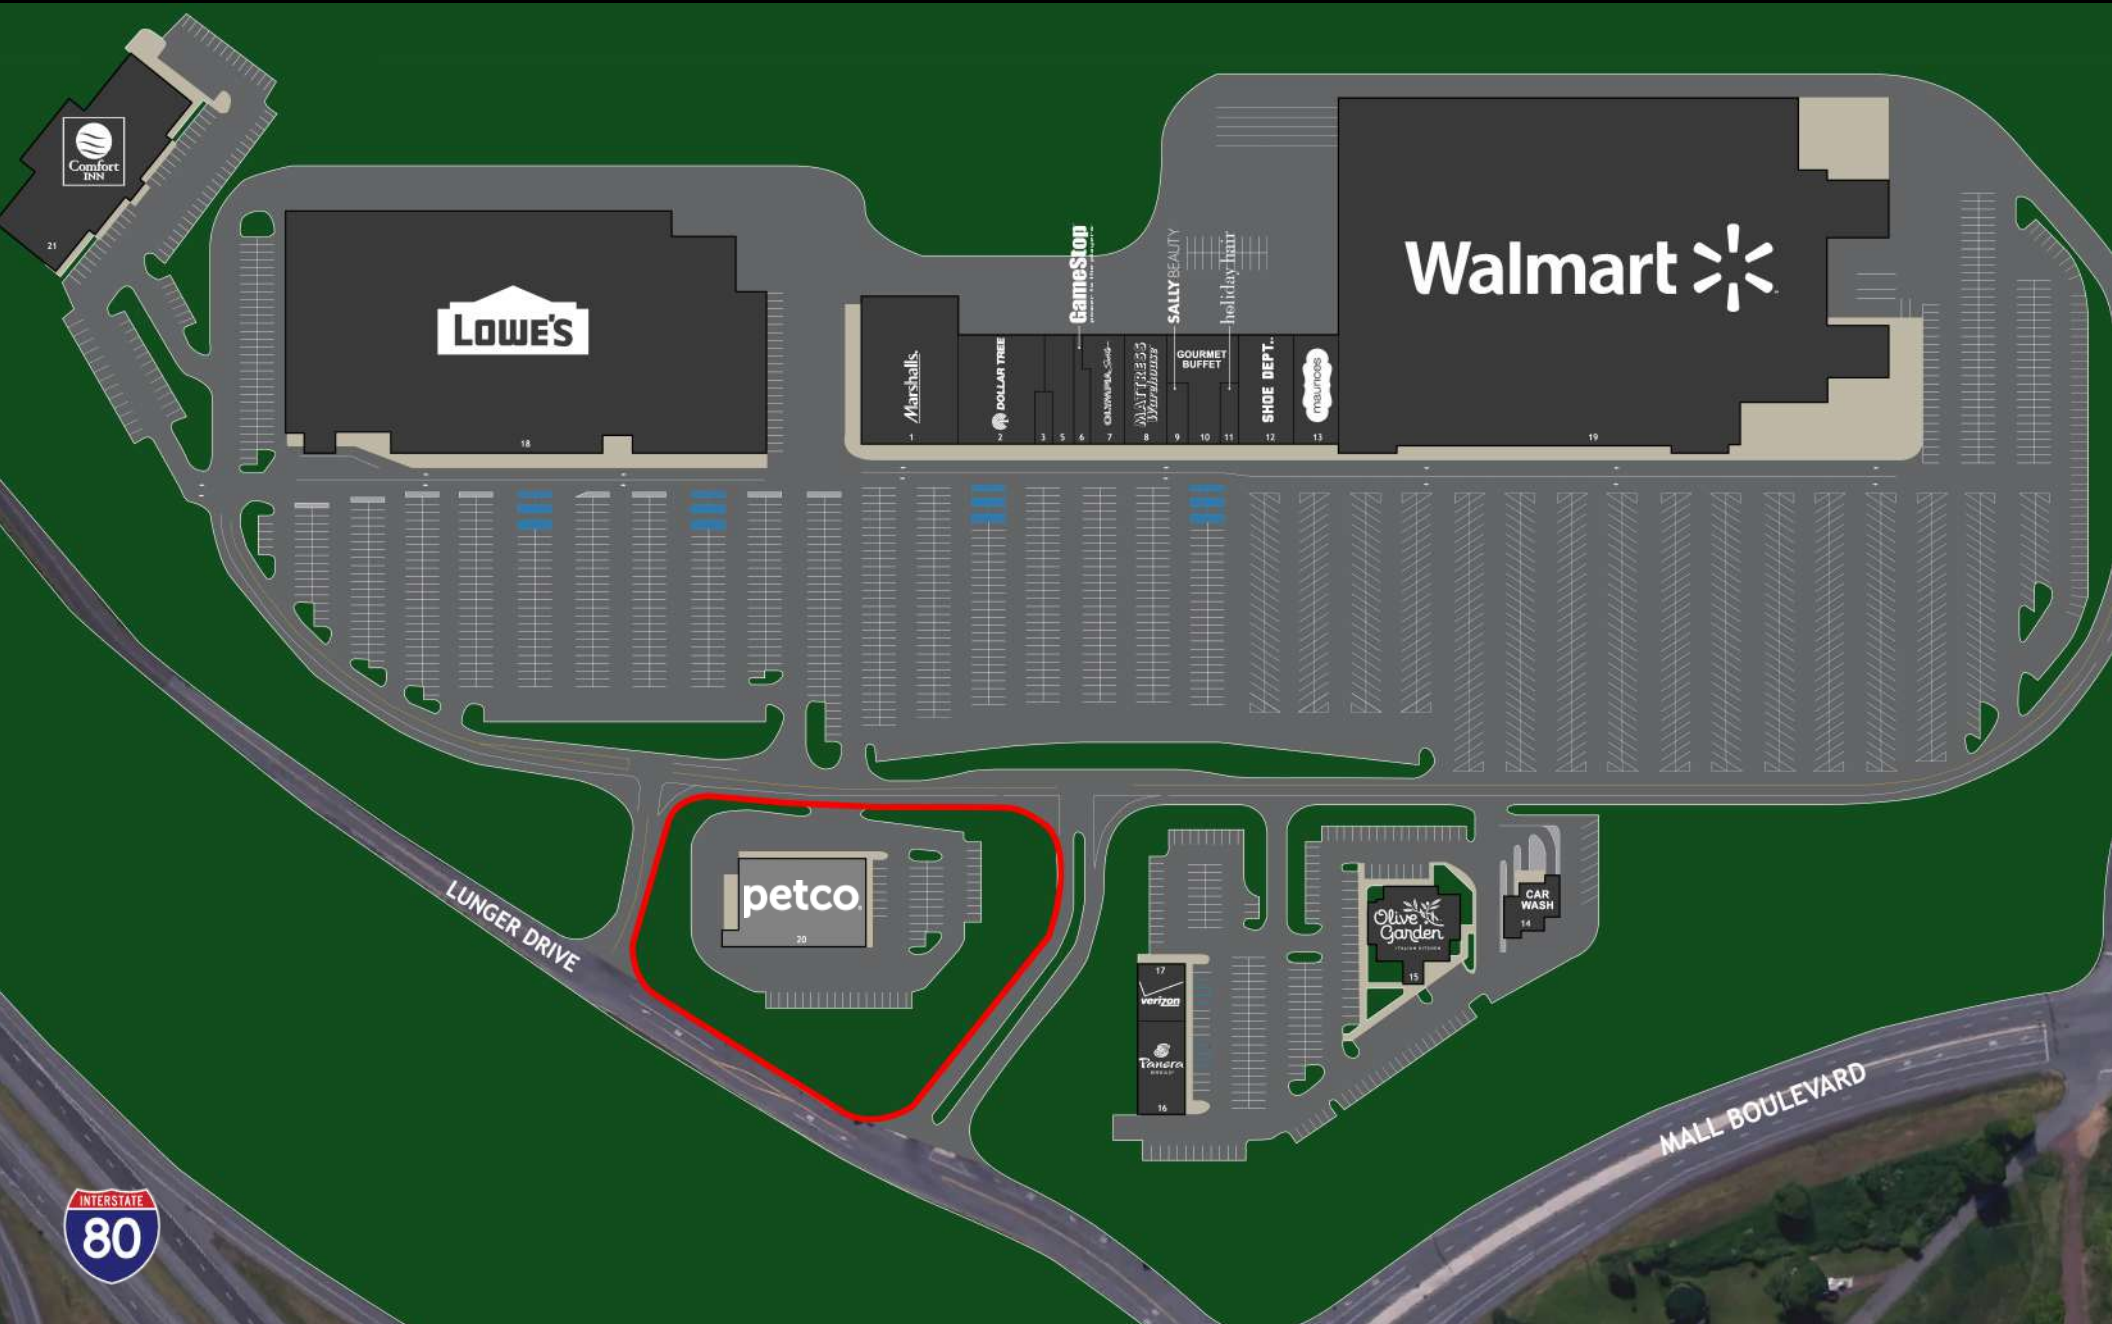 Comfort
INN
21
LOWE'S
18
GameStop
SALLY BEAUTY
holiday hair
Walmart
19
Marshalls.
1
DOLLAR TREE
2
3
5
6
7
MATTRESS
Warehouse
8
9
GOURMET
BUFFET
10
11
SHOE DEPT..
12
maurices
13
petco
20
17
verizon
Panera
BREAD
16
Olive
Garden
ITALIAN KITCHEN
15
CAR
WASH
14
LUNGER DRIVE
MALL BOULEVARD
INTERSTATE
80